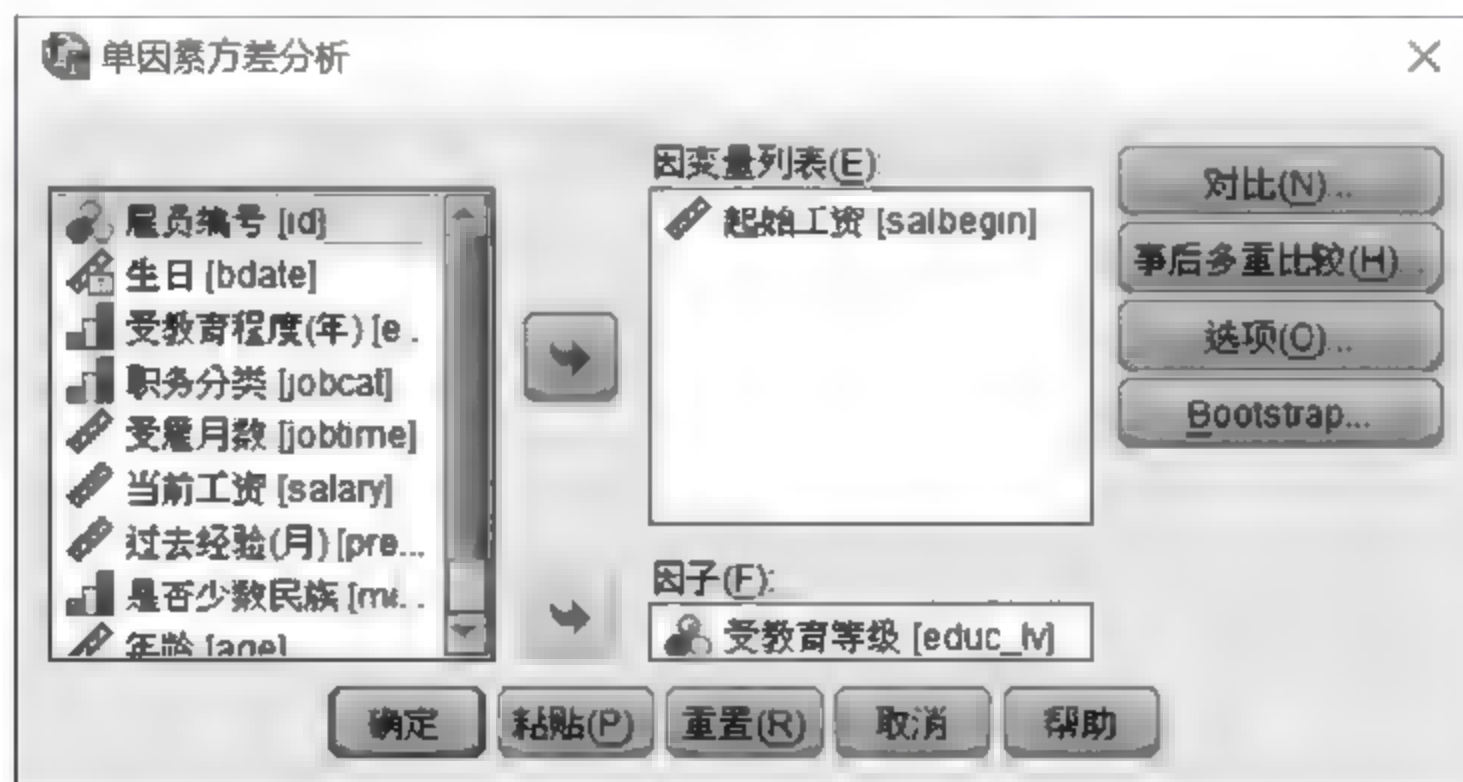 单因素方差分析
雇员编号 [id]
生日 [bdate]
受教育程度(年) [e...
职务分类 [jobcat]
受雇月数 [jobtime]
当前工资 [salary]
过去经验(月) [pre...
是否少数民族 [mi...
年龄 [age]
因变量列表(E):
起始工资 [salbegin]
因子(F):
受教育等级 [educ_lv]
对比(N)...
事后多重比较(H)...
选项(O)...
Bootstrap...
确定
粘贴(P)
重置(R)
取消
帮助